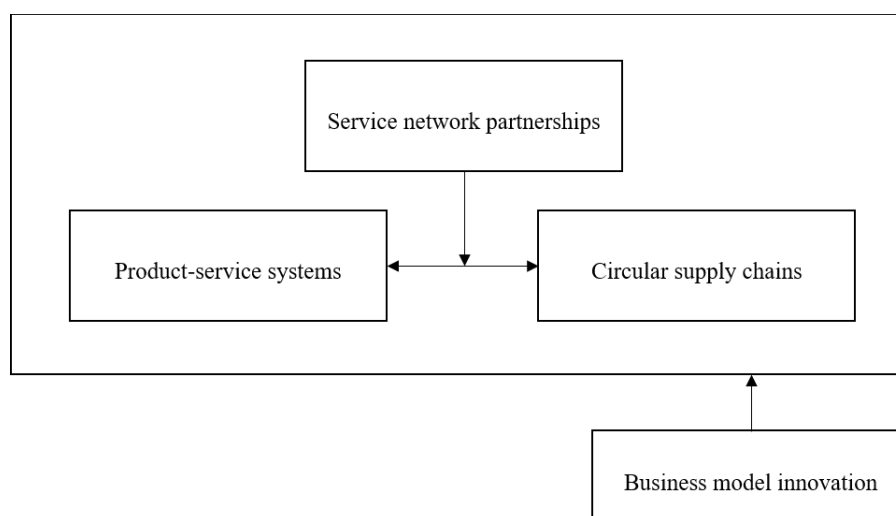 Service network partnerships
Product-service systems
Circular supply chains
Business model innovation